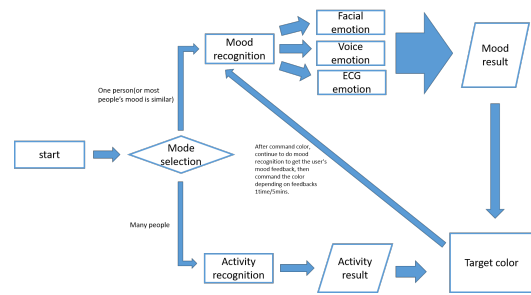 Facial
emotion
Voice
emotion
ECG
emotion
Mood
recognition
Mood
result
One person(or most
people's mood is similar)
start
Mode
selection
After command color,
continue to do mood
recognition to get the user's
mood feedback, then
command the color
depending on feedbacks
1time/5mins.
Many people
Activity
recognition
Activity
result
Target color